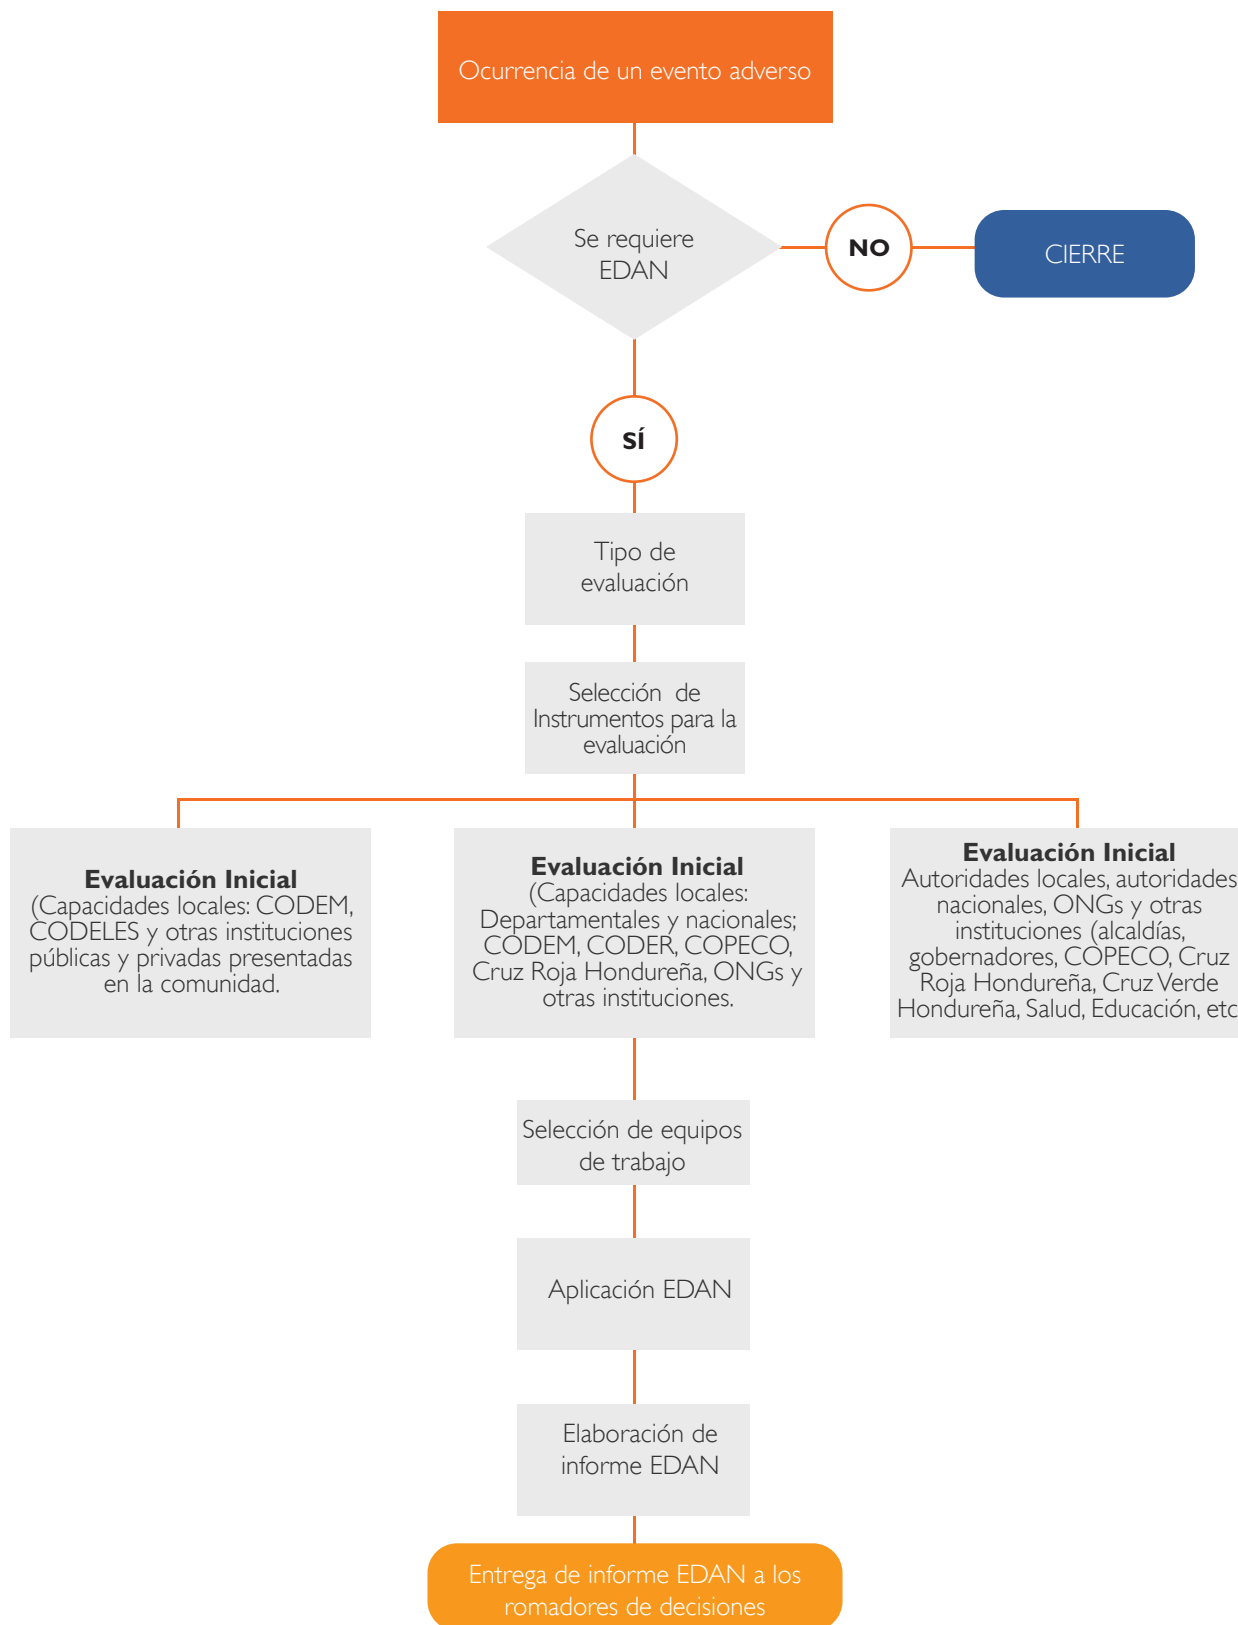 Ocurrencia de un evento adverso
Se requiere
EDAN
NO
CIERRE
SÍ
Tipo de
evaluación
Selección de
Instrumentos para la
evaluación
Evaluación Inicial
(Capacidades locales: CODEM,
CODELES y otras instituciones
públicas y privadas presentadas
en la comunidad.
Evaluación Inicial
(Capacidades locales:
Departamentales y nacionales;
CODEM, CODER, COPECO,
Cruz Roja Hondureña, ONGs y
otras instituciones.
Evaluación Inicial
Autoridades locales, autoridades
nacionales, ONGs y otras
instituciones (alcaldías,
gobernadores, COPECO, Cruz
Roja Hondureña, Cruz Verde
Hondureña, Salud, Educación, etc
Selección de equipos
de trabajo
Aplicación EDAN
Elaboración de
informe EDAN
Entrega de informe EDAN a los
romadores de decisiones